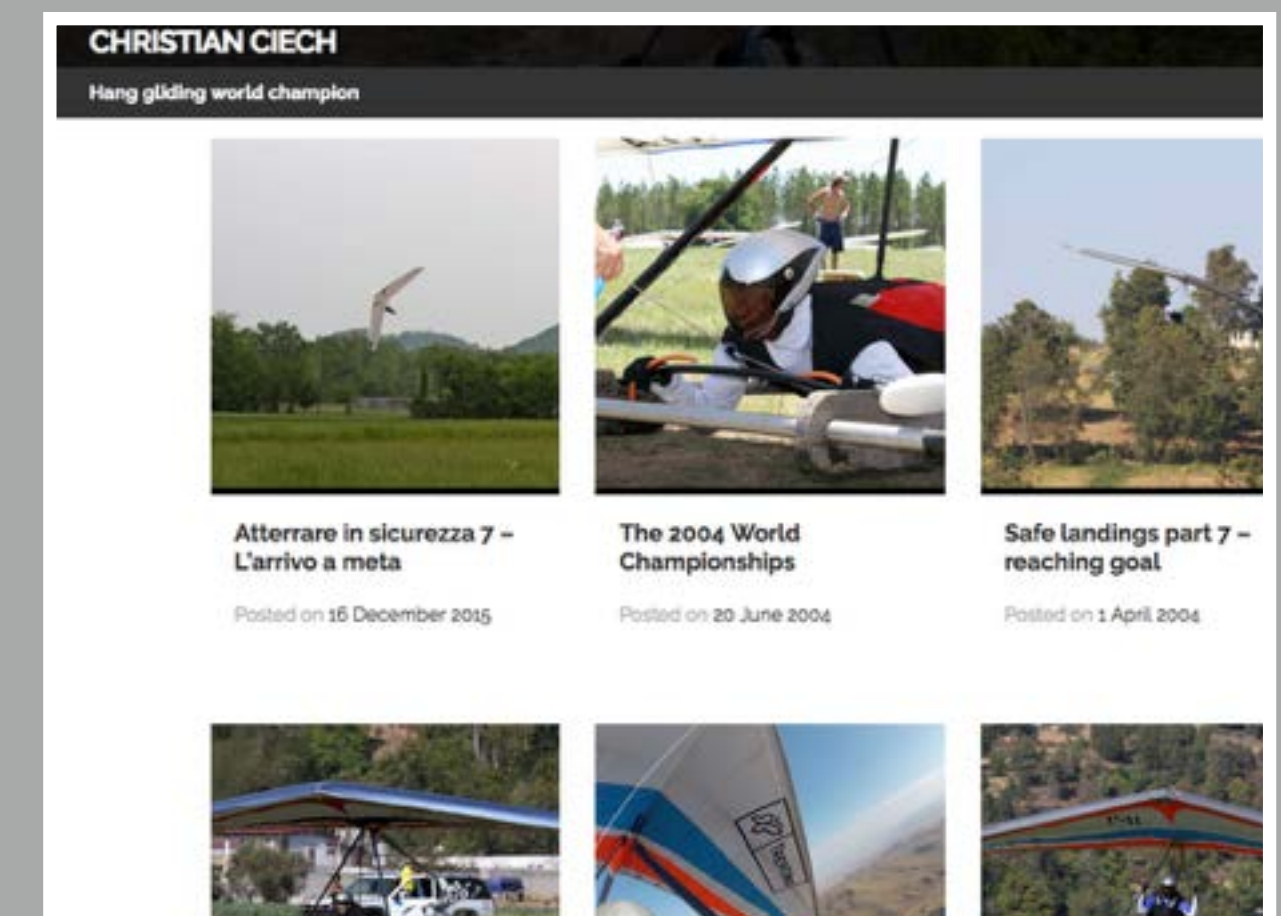 CHRISTIAN CIECH
Hang gliding world champion
Atterrare in sicurezza 7 –
L'arrivo a meta
Posted on 16 December 2015
The 2004 World
Championships
Posted on 20 June 2004
Safe landings part 7 –
reaching goal
Posted on 1 April 2004